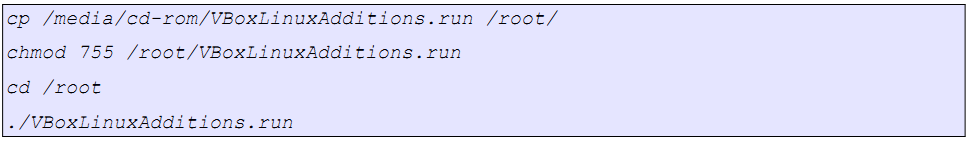 cp /media/cd-rom/VBoxLinuxAdditions.run /root/
chmod 755 /root/VBoxLinuxAdditions.run
cd /root
./VBoxLinuxAdditions.run